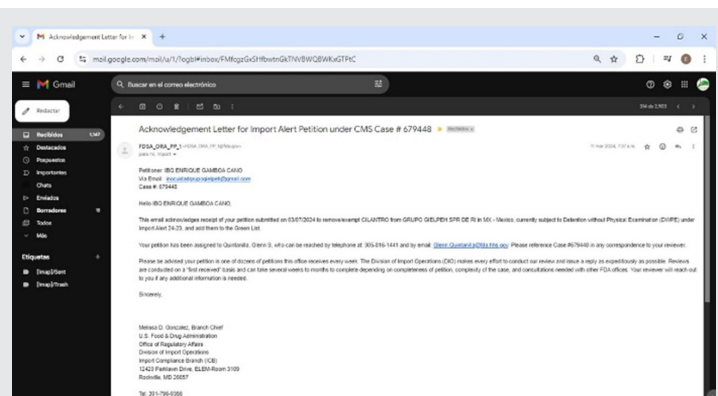 Acknowledgement Letter for In
mail.google.com/mail/u/1/?ogbl#inbox/
Gmail
Buscar en el correo electrónico
Redactar
Recibidos 1,147
Destacados
Pospuestos
Importantes
Chats
Enviados
Borradores
Todos
Más
Etiquetas
[Imap]/Sent
[Imap]/Trash
Acknowledgement Letter for Import Alert Petition under CMS Case # 679448
Recibidos x
para mí, Import
Petitioner: IBQ ENRIQUE GAMBOA CANO
Via Email:
Case #: 679448
Hello IBQ ENRIQUE GAMBOA CANO,
This email acknowledges receipt of your petition submitted on 03/07/2024 to remove/exempt CILANTRO from GRUPO GIELPEH SPR DE RI in MX - Mexico, currently subject to Detention without Physical Examination (DWPE) under
Import Alert 24-23, and add them to the Green List.
Your petition has been assigned to Quintanilla, Glenn S, who can be reached by telephone at: and by email: Please reference Case #679448 in any correspondence to your reviewer.
Please be advised your petition is one of dozens of petitions this office receives every week. The Division of Import Operations (DIO) makes every effort to conduct our review and issue a reply as expeditiously as possible. Reviews
are conducted on a "first received" basis and can take several weeks to months to complete depending on completeness of petition, complexity of the case, and consultations needed with other FDA offices. Your reviewer will reach out
to you if any additional information is needed.
Sincerely,
Melissa D. Gonzalez, Branch Chief
U.S. Food & Drug Administration
Office of Regulatory Affairs
Division of Import Operations
Import Compliance Branch (ICB)
12420 Parklawn Drive, ELEM-Room 3109
Rockville, MD 20857
Tel: 301-796-0356